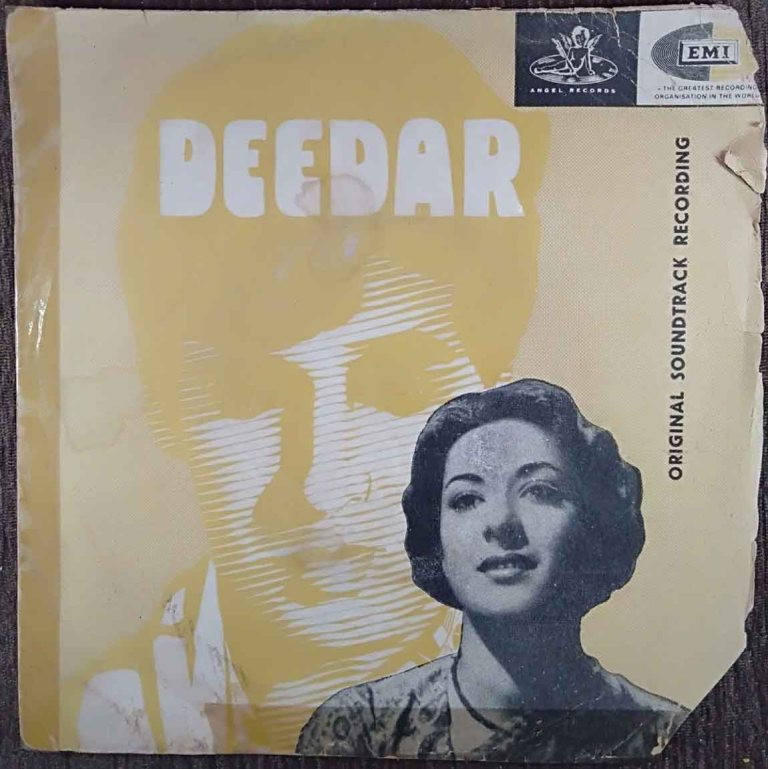 ANGEL RECORDS
EMI
THE GREATEST RECORDING
ORGANISATION IN THE WORLD
DEEDAR
ORIGINAL SOUNDTRACK RECORDING